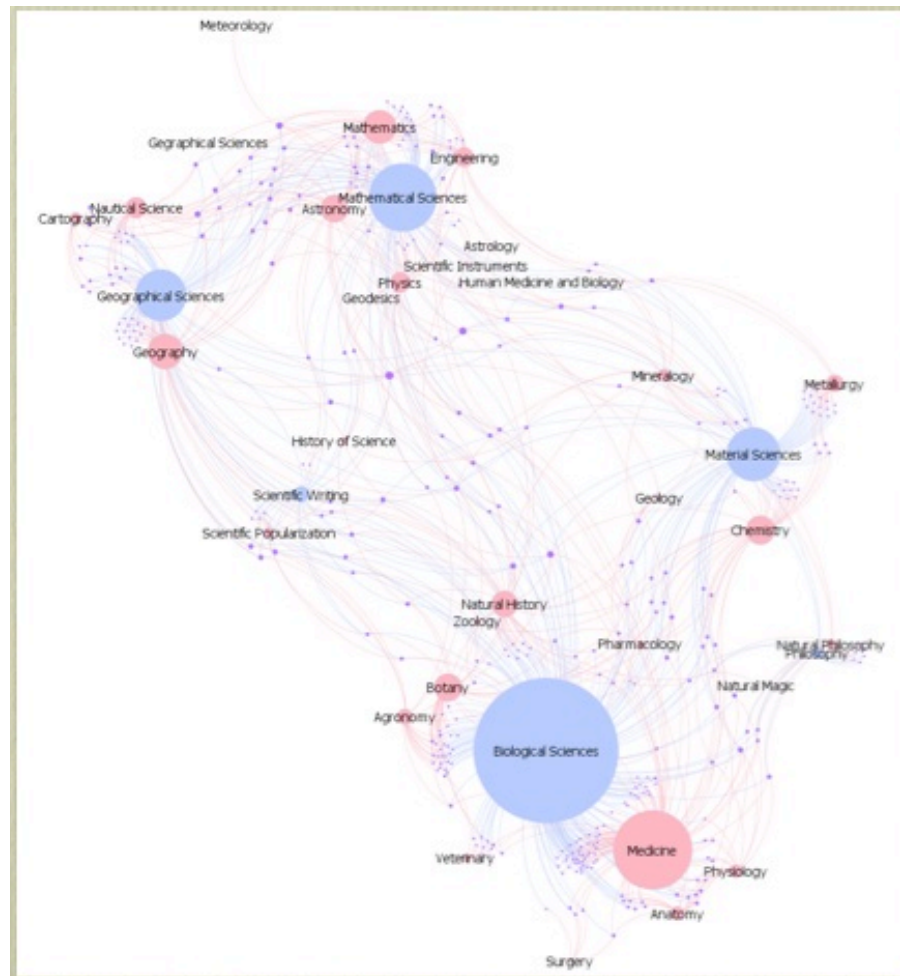 Meteorology
Mathematics
Gegraphical Sciences
Engineering
Mathematical Sciences
Nautical Science
Astronomy
Cartography
Astrology
Scientific Instruments
Physics
Human Medicine and Biology
Geographical Sciences
Geodesics
Geography
Mineralogy
Metallurgy
History of Science
Material Sciences
Scientific Writing
Geology
Scientific Popularization
Chemistry
Natural History
Zoology
Pharmacology
Natural Philosophy
Philosophy
Botany
Natural Magic
Agronomy
Biological Sciences
Medicine
Veterinary
Physiology
Anatomy
Surgery